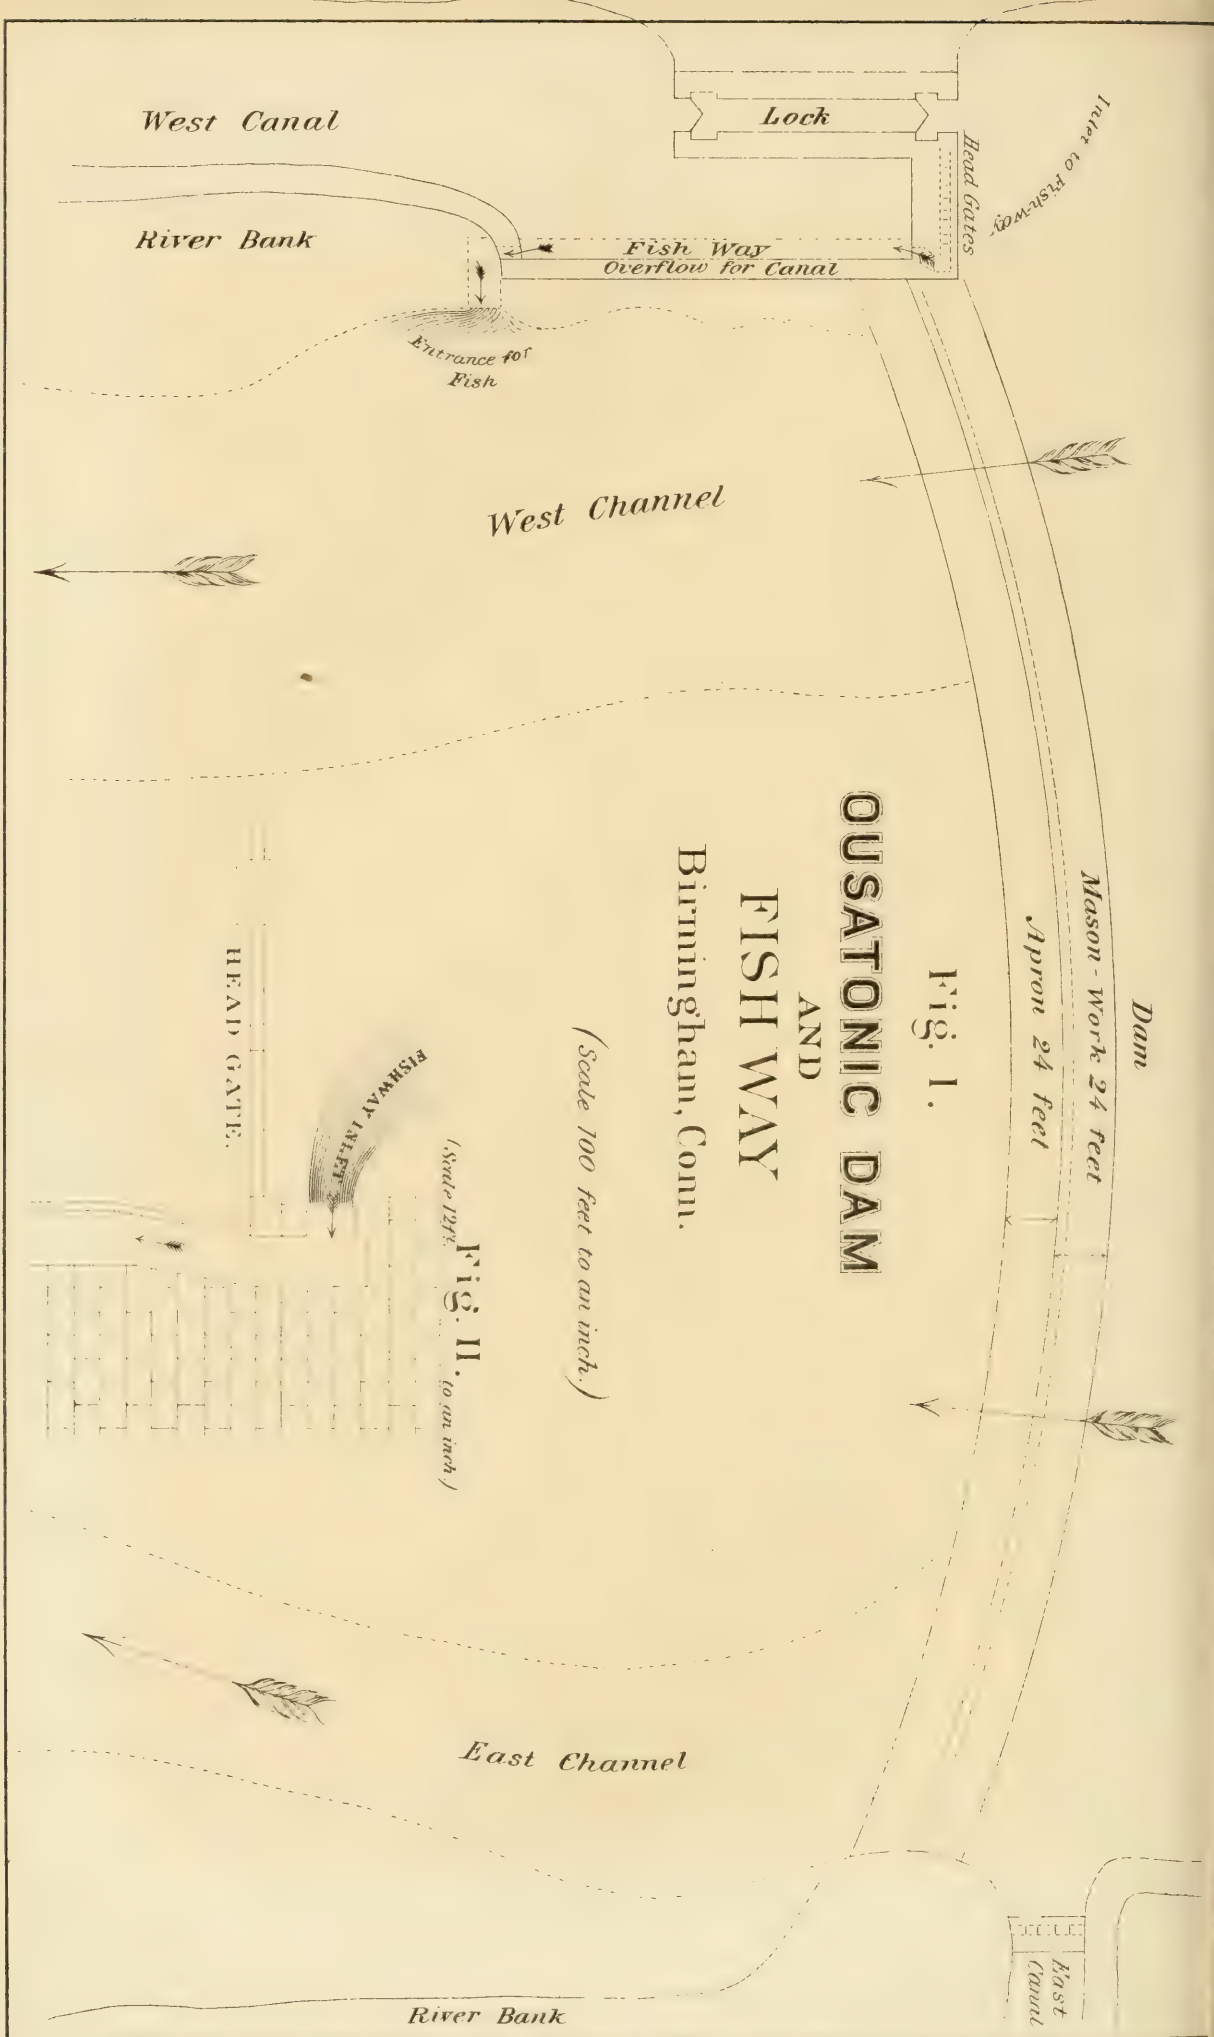 West Canal
Lock
Inlet to Fish-way
Head Gates
River Bank
Fish Way
Overflow for Canal
Entrance for
Fish
West Channel
Dam
Mason-Work 24 feet
Apron 24 feet
Fig. I.
OUSATONIC DAM
AND
FISH WAY
Birmingham, Conn.
(Scale 100 feet to an inch.)
Fig. II.
(Scale 12 ft. to an inch.)
FISHWAY INLET
HEAD GATE.
East Channel
East
Canal
River Bank